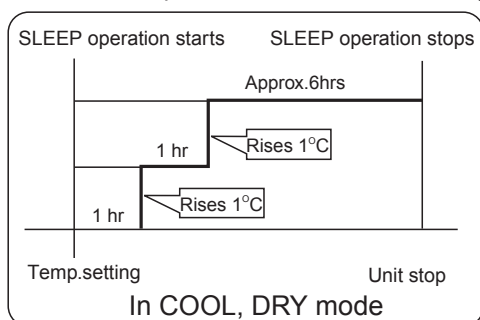 SLEEP operation starts SLEEP operation stops
Approx.6hrs
1 hr
Rises 1°C
Rises 1°C
1 hr
Temp.setting
Unit stop
In COOL, DRY mode